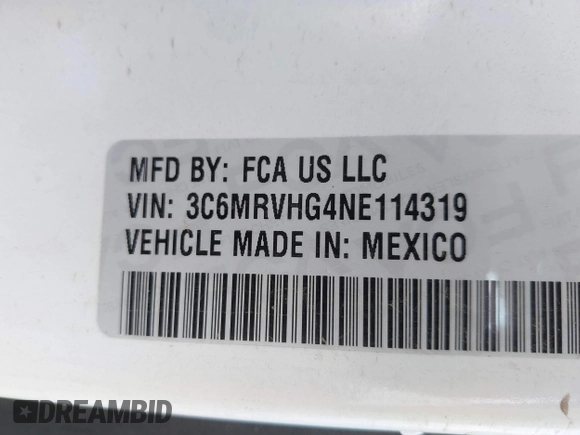 MFD BY: FCA US LLC
VIN: 3C6MRVHG4NE114319
VEHICLE MADE IN: MEXICO
DREAMBID